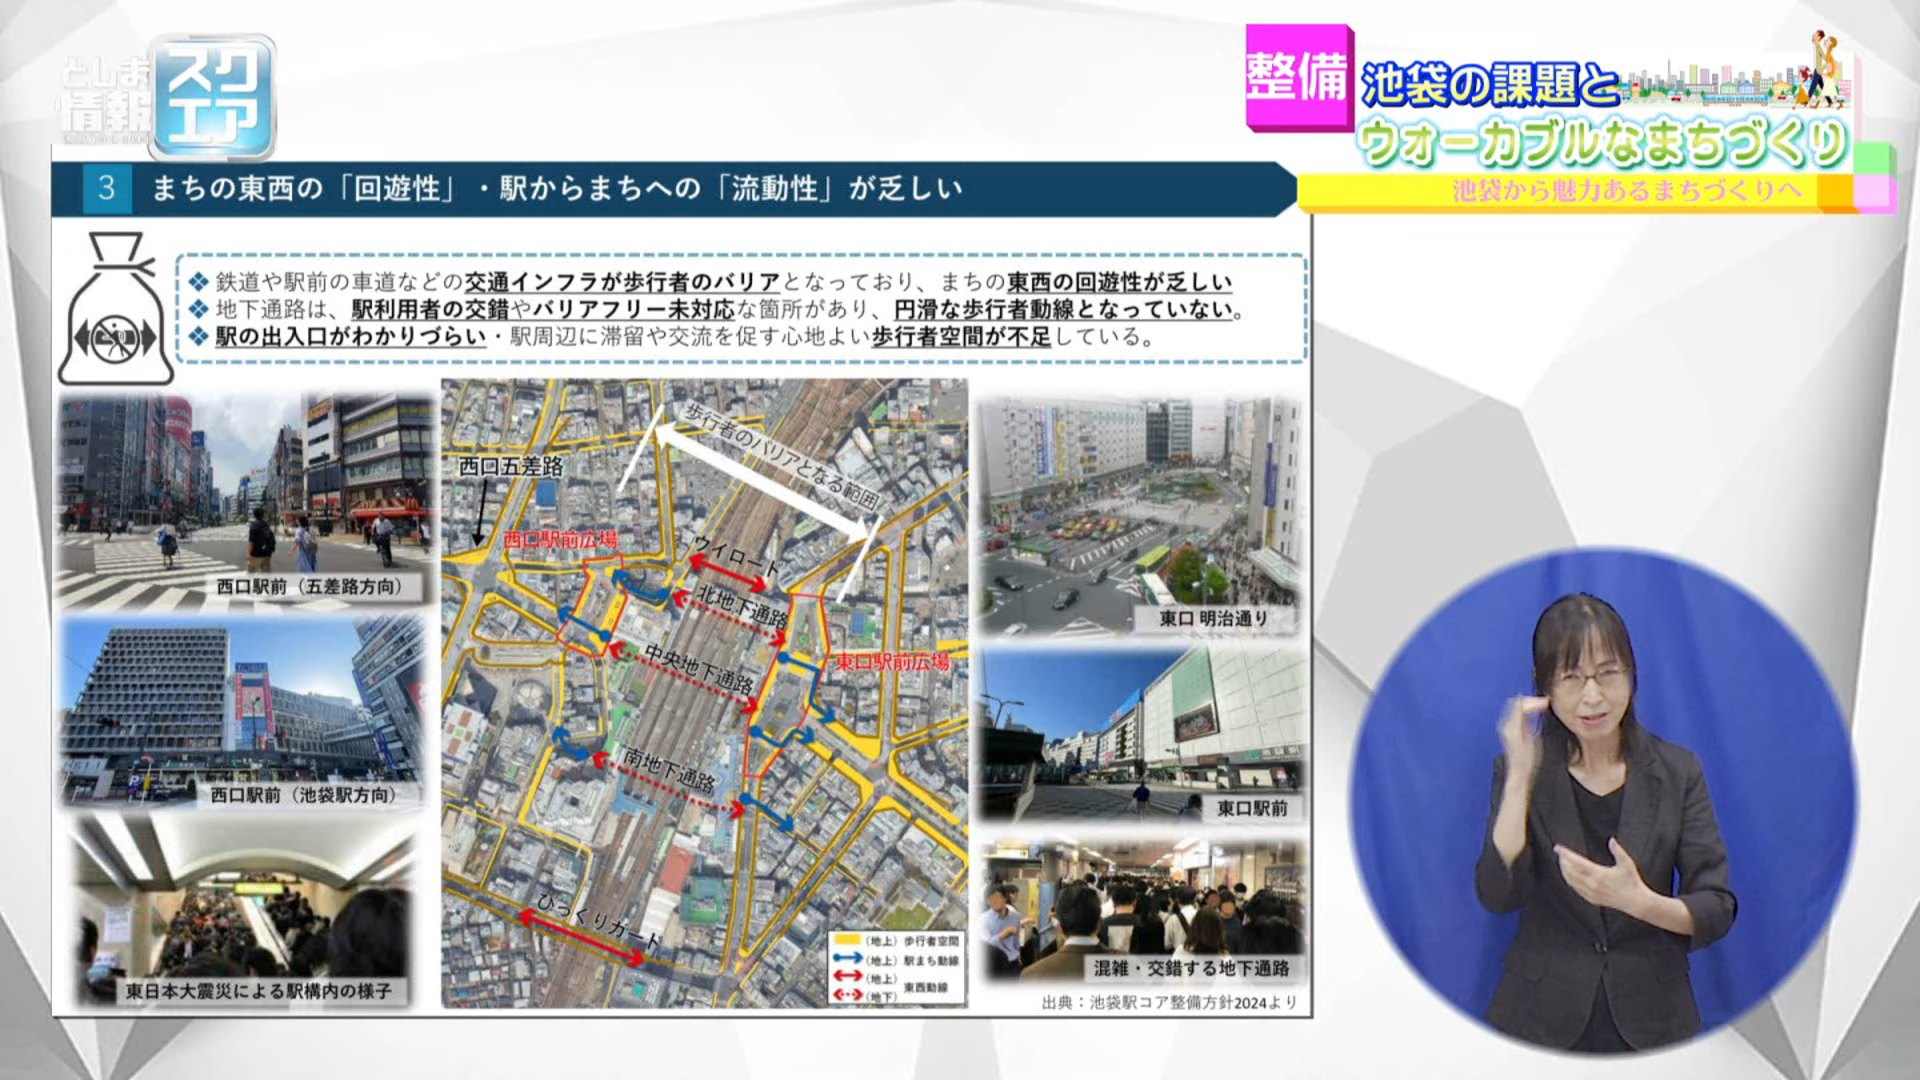 としま
情報
スク
エア
整備
池袋の課題と
ウォーカブルなまちづくり
池袋から魅力あるまちづくりへ
3 まちの東西の「回遊性」・駅からまちへの「流動性」が乏しい
❖ 鉄道や駅前の車道などの交通インフラが歩行者のバリアとなっており、まちの東西の回遊性が乏しい
❖ 地下通路は、駅利用者の交錯やバリアフリー未対応な箇所があり、円滑な歩行者動線となっていない。
❖ 駅の出入口がわかりづらい・駅周辺に滞留や交流を促す心地よい歩行者空間が不足している。
西口駅前（五差路方向）
西口駅前（池袋駅方向）
東日本大震災による駅構内の様子
歩行者のバリアとなる範囲
西口五差路
西口駅前広場
ウイロード
北地下通路
中央地下通路
東口駅前広場
南地下通路
びっくりガード
（地上）歩行者空間
（地上）駅まち動線
（地上）
東西動線
（地下）
東口 明治通り
東口駅前
混雑・交錯する地下通路
出典：池袋駅コア整備方針2024より